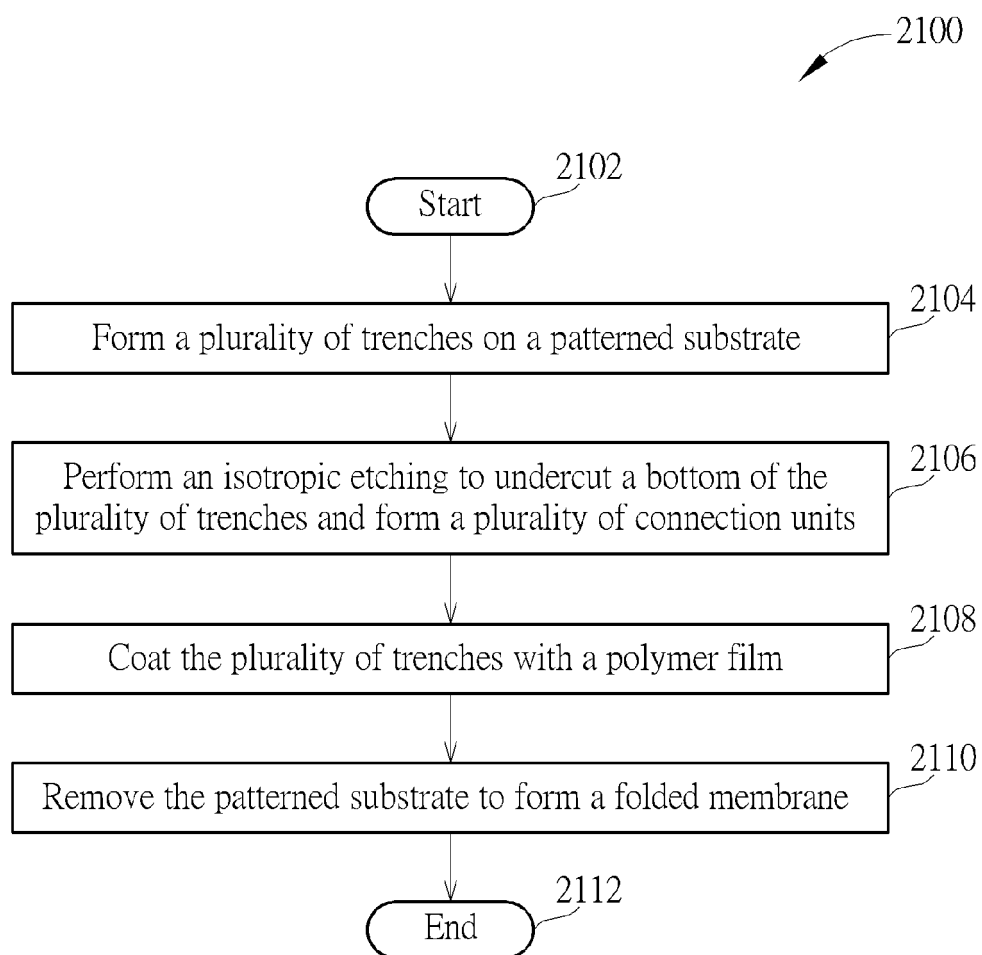 2100
2102
Start
2104
Form a plurality of trenches on a patterned substrate
2106
Perform an isotropic etching to undercut a bottom of the
plurality of trenches and form a plurality of connection units
2108
Coat the plurality of trenches with a polymer film
2110
Remove the patterned substrate to form a folded membrane
2112
End